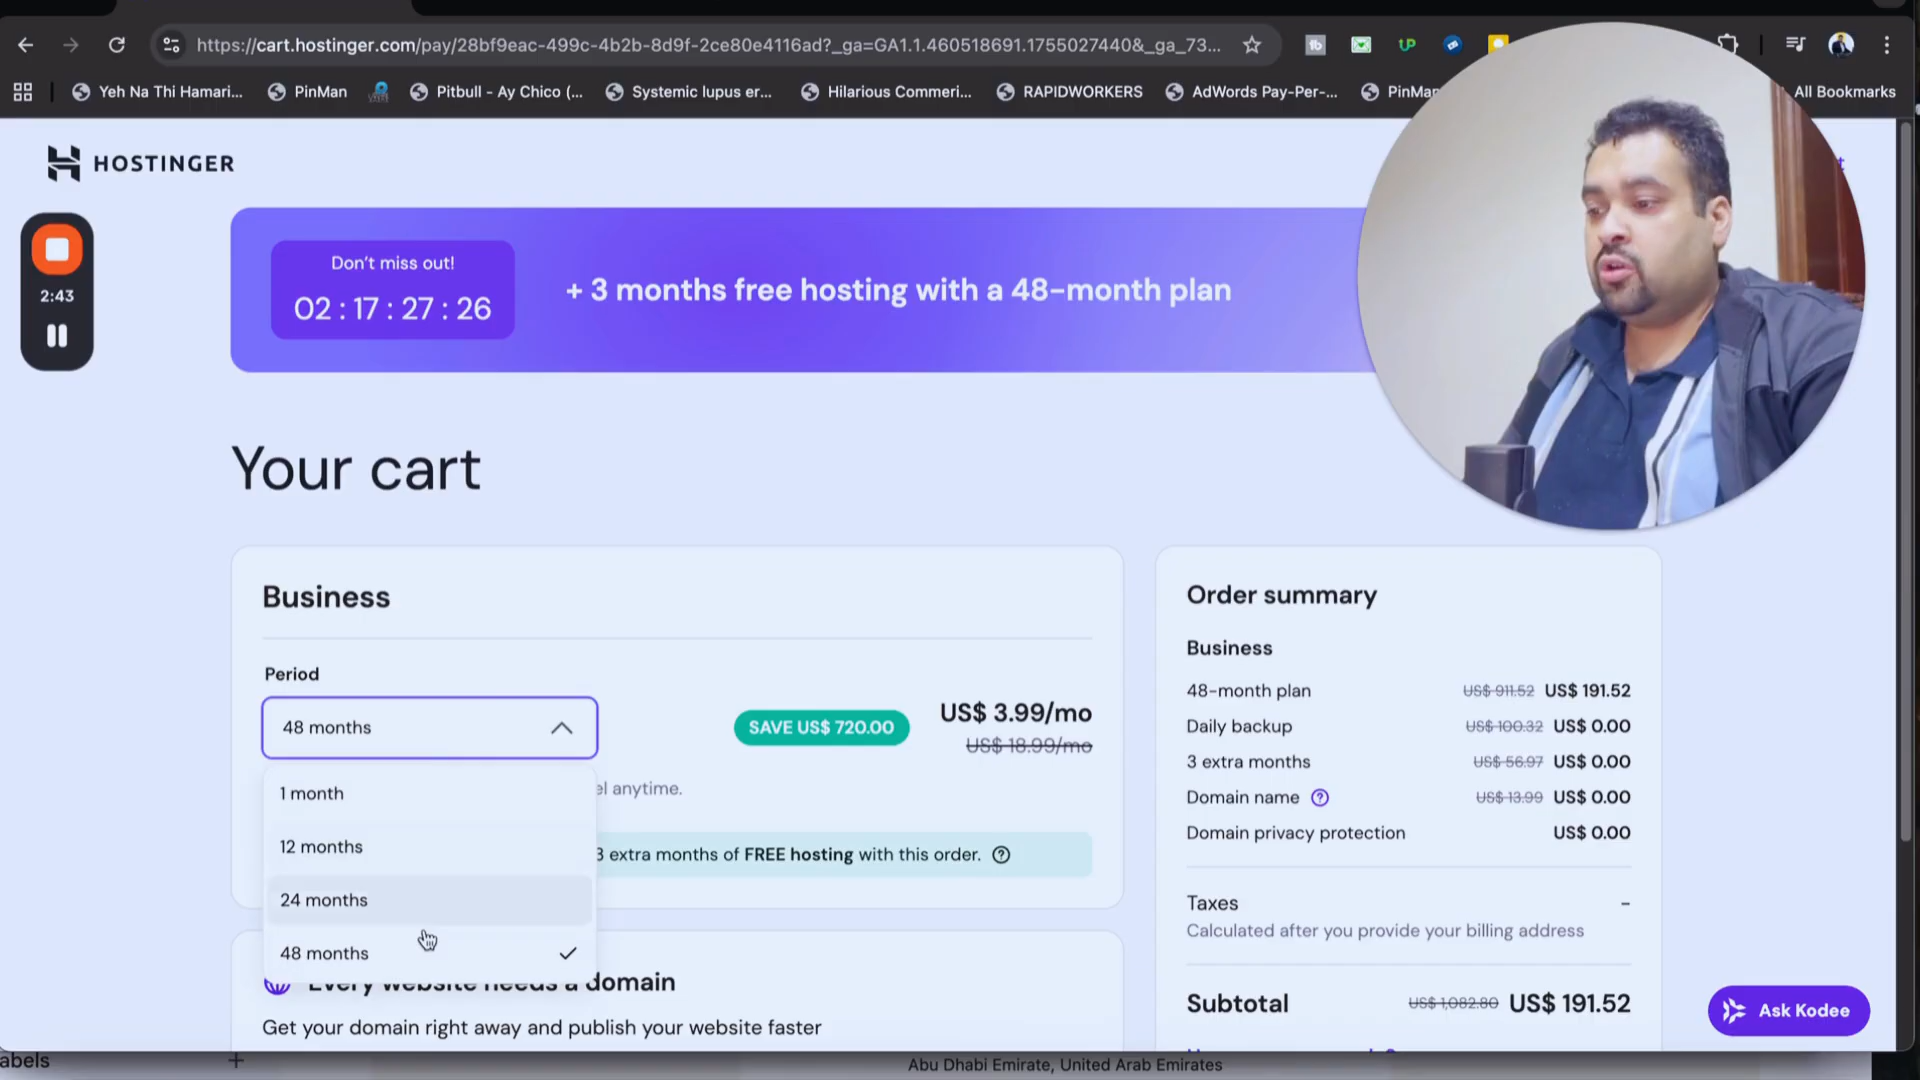 https://cart.hostinger.com/pay/28bf9eac-499c-4b2b-8d9f-2ce80e4116ad?_ga=GA1.1.460518691.1755027440&_ga_73...
Yeh Na Thi Hamari...
PinMan
Pitbull - Ay Chico (...
Systemic lupus er...
Hilarious Commeri...
RAPIDWORKERS
AdWords Pay-Per-...
PinMan
All Bookmarks
HOSTINGER
2:43
Don't miss out!
02 : 17 : 27 : 26
+ 3 months free hosting with a 48-month plan
Your cart
Business
Period
48 months
SAVE US$ 720.00
US$ 3.99/mo
US$ 18.99/mo
1 month
12 months
24 months
48 months
el anytime.
3 extra months of FREE hosting with this order.
Every website needs a domain
Get your domain right away and publish your website faster
Order summary
Business
48-month plan US$ 911.52 US$ 191.52
Daily backup US$ 100.32 US$ 0.00
3 extra months US$ 56.97 US$ 0.00
Domain name US$ 13.99 US$ 0.00
Domain privacy protection US$ 0.00
Taxes -
Calculated after you provide your billing address
Subtotal US$ 1,082.80 US$ 191.52
Ask Kodee
abels
Abu Dhabi Emirate, United Arab Emirates